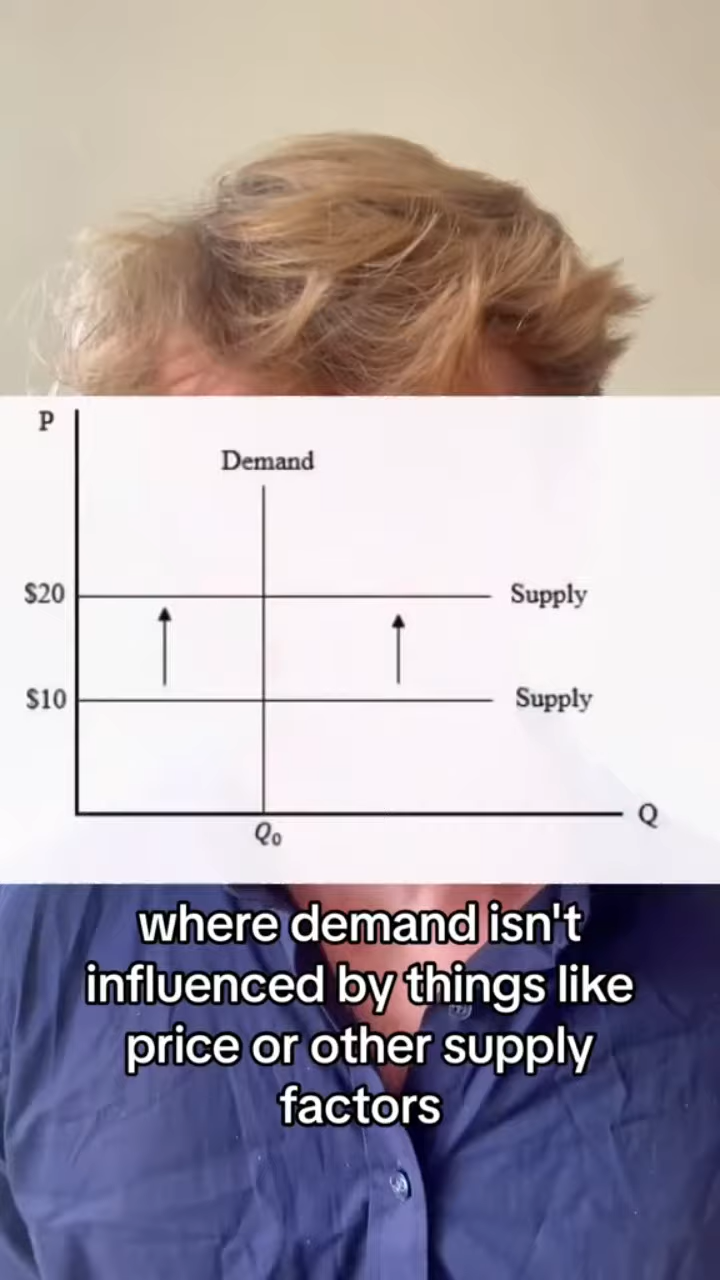 P
Demand
$20
Supply
$10
Supply
Q
Q₀
where demand isn't
influenced by things like
price or other supply
factors